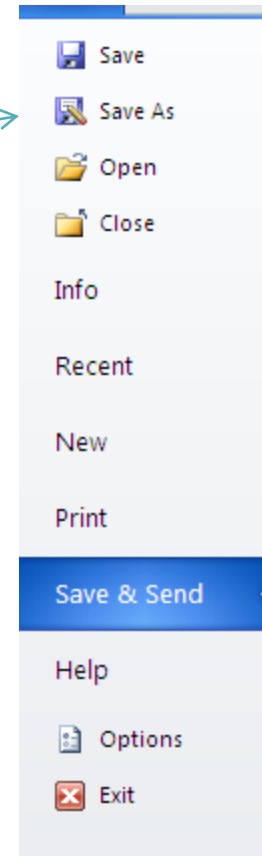 Save
Save As
Open
Close
Info
Recent
New
Print
Save & Send
Help
Options
Exit